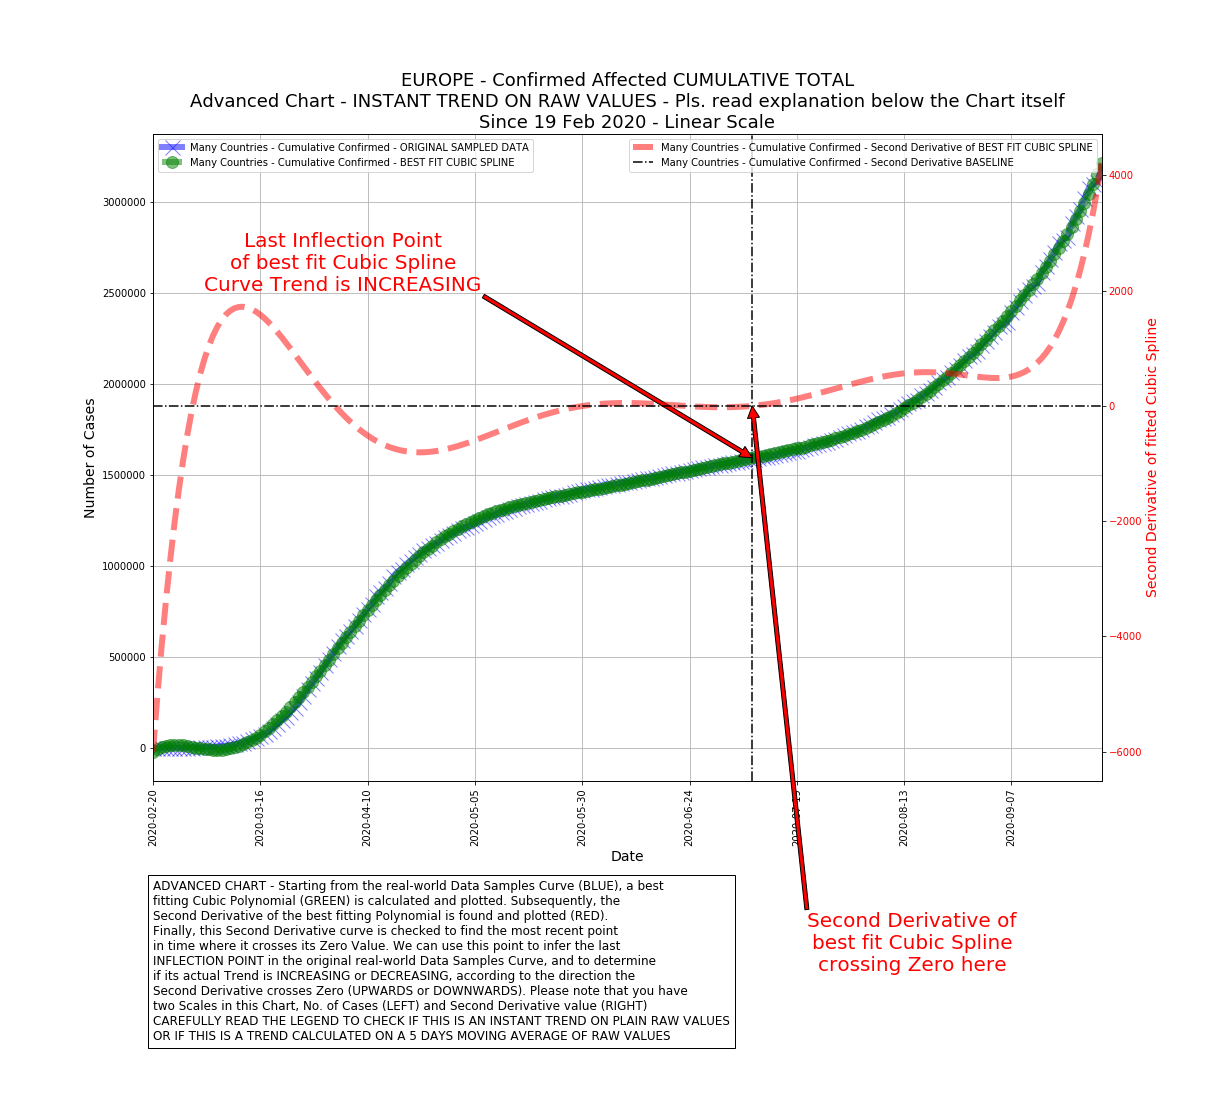 EUROPE - Confirmed Affected CUMULATIVE TOTAL
Advanced Chart - INSTANT TREND ON RAW VALUES - Pls. read explanation below the Chart itself
Since 19 Feb 2020 - Linear Scale
Many Countries - Cumulative Confirmed - ORIGINAL SAMPLED DATA
Many Countries - Cumulative Confirmed - BEST FIT CUBIC SPLINE
Many Countries - Cumulative Confirmed - Second Derivative of BEST FIT CUBIC SPLINE
Many Countries - Cumulative Confirmed - Second Derivative BASELINE
Last Inflection Point
of best fit Cubic Spline
Curve Trend is INCREASING
Number of Cases
3000000
2500000
2000000
1500000
1000000
500000
0
4000
2000
0
−2000
−4000
−6000
Second Derivative of fitted Cubic Spline
2020-02-20
2020-03-16
2020-04-10
2020-05-05
2020-05-30
2020-06-24
2020-07-19
2020-08-13
2020-09-07
Date
ADVANCED CHART - Starting from the real-world Data Samples Curve (BLUE), a best
fitting Cubic Polynomial (GREEN) is calculated and plotted. Subsequently, the
Second Derivative of the best fitting Polynomial is found and plotted (RED).
Finally, this Second Derivative curve is checked to find the most recent point
in time where it crosses its Zero Value. We can use this point to infer the last
INFLECTION POINT in the original real-world Data Samples Curve, and to determine
if its actual Trend is INCREASING or DECREASING, according to the direction the
Second Derivative crosses Zero (UPWARDS or DOWNWARDS). Please note that you have
two Scales in this Chart, No. of Cases (LEFT) and Second Derivative value (RIGHT)
CAREFULLY READ THE LEGEND TO CHECK IF THIS IS AN INSTANT TREND ON PLAIN RAW VALUES
OR IF THIS IS A TREND CALCULATED ON A 5 DAYS MOVING AVERAGE OF RAW VALUES
Second Derivative of
best fit Cubic Spline
crossing Zero here